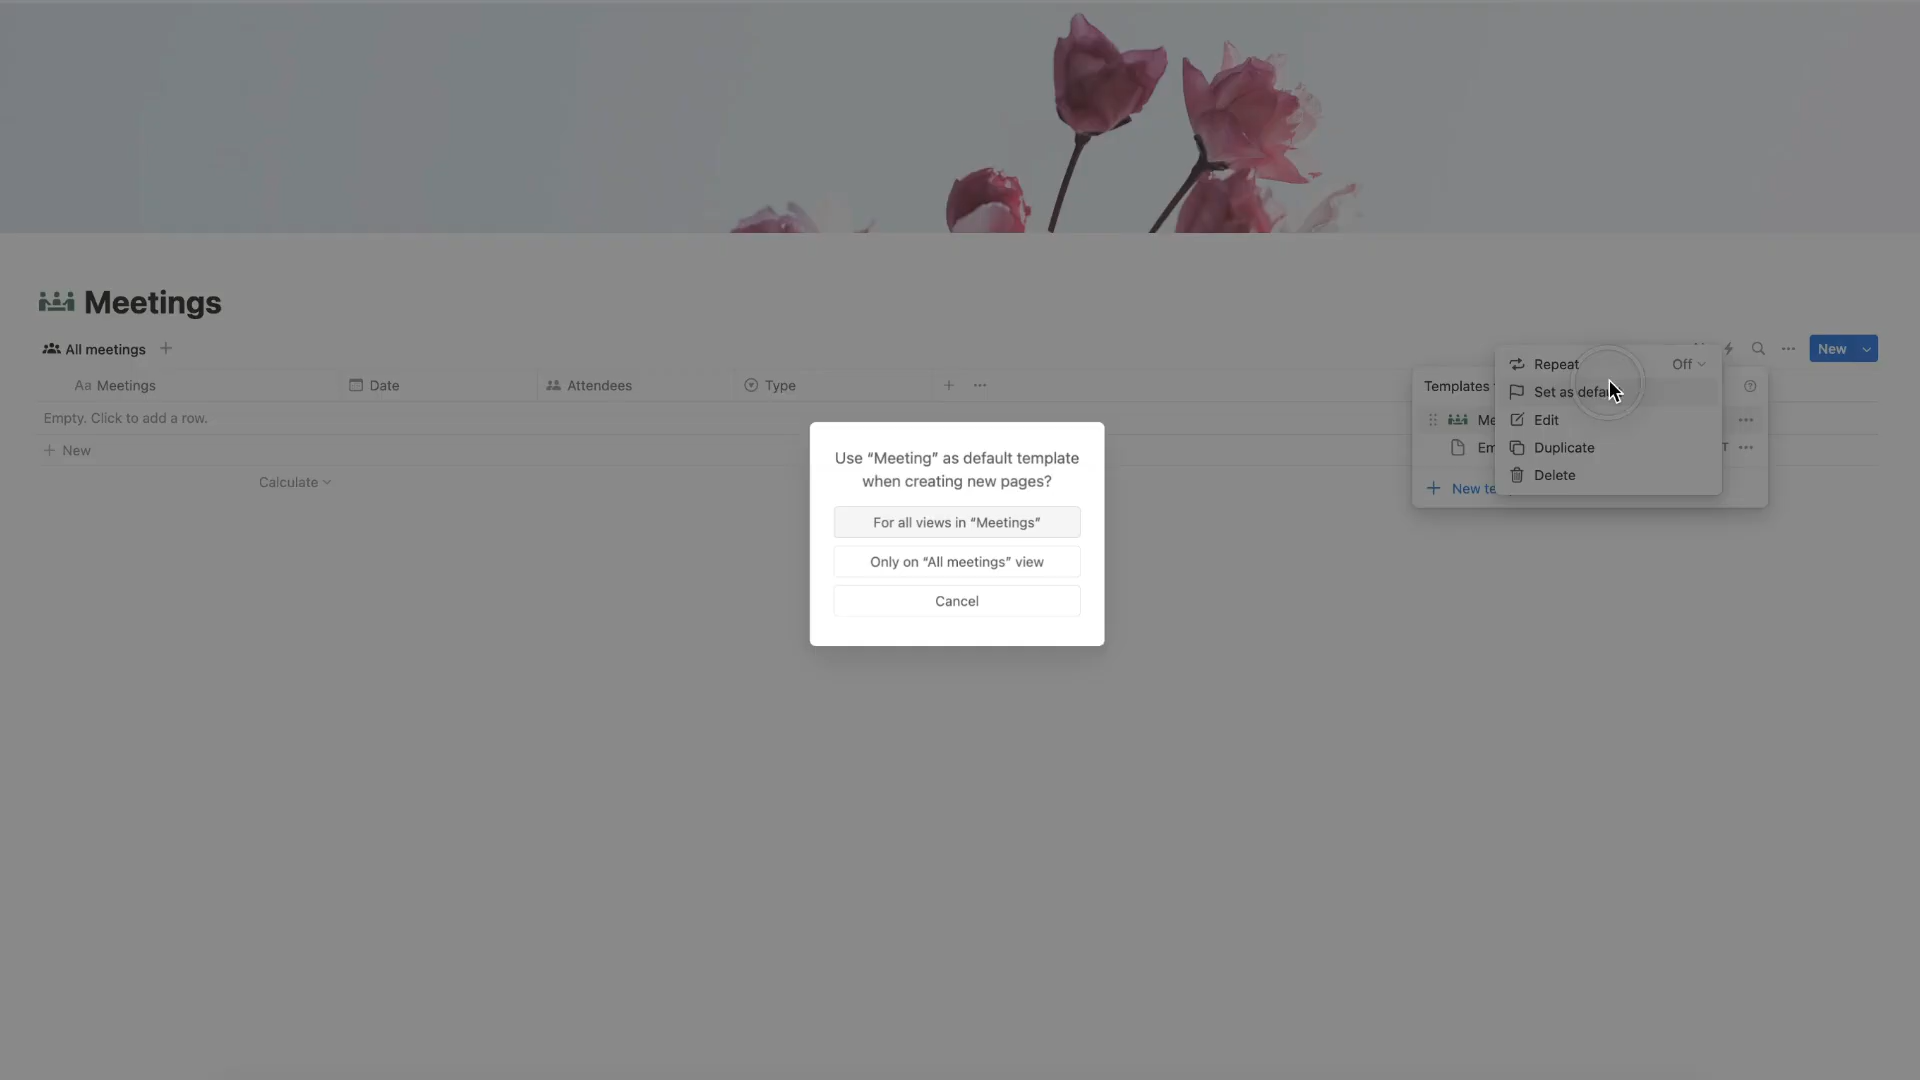 Meetings
All meetings
New
Aa Meetings
Date
Attendees
Type
Empty. Click to add a row.
New
Calculate
Templates
New
Repeat
Off
Set as
Edit
Duplicate
Delete
Use “Meeting” as default template
when creating new pages?
For all views in “Meetings”
Only on “All meetings” view
Cancel